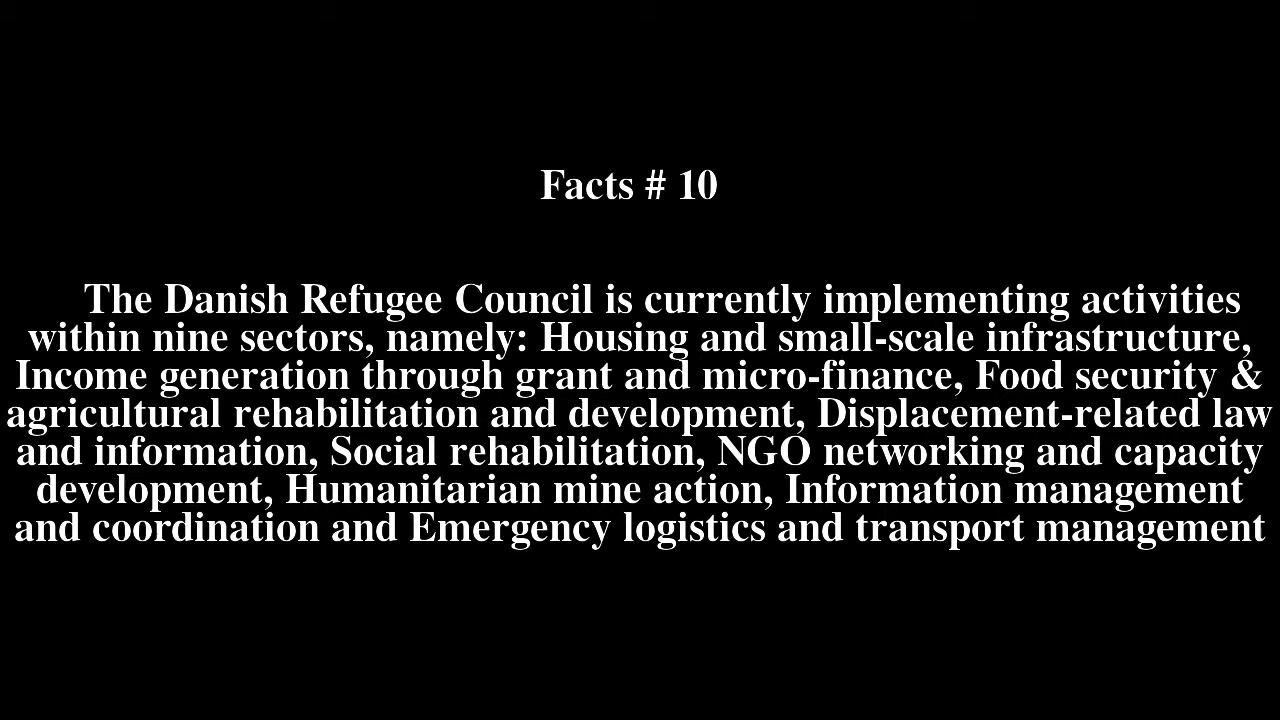 Facts # 10
The Danish Refugee Council is currently implementing activities
within nine sectors, namely: Housing and small-scale infrastructure,
Income generation through grant and micro-finance, Food security &
agricultural rehabilitation and development, Displacement-related law
and information, Social rehabilitation, NGO networking and capacity
development, Humanitarian mine action, Information management
and coordination and Emergency logistics and transport management